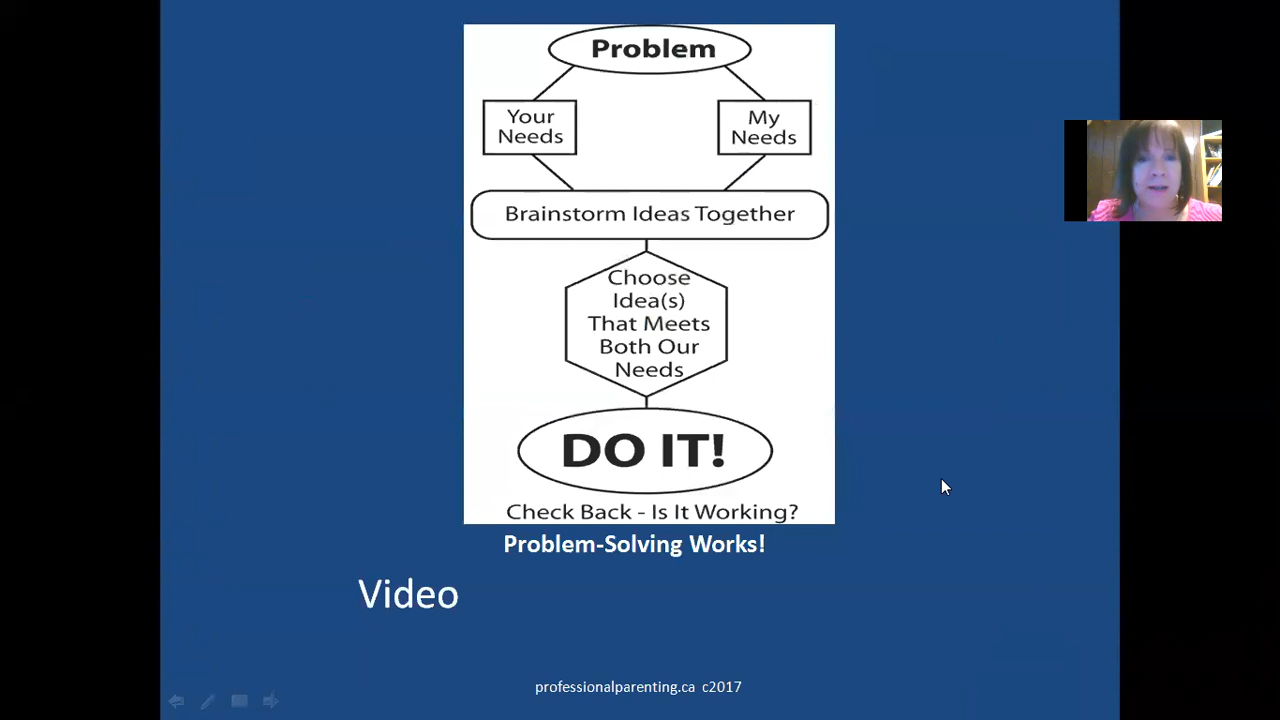 Problem
Your
Needs
My
Needs
Brainstorm Ideas Together
Choose
Idea(s)
That Meets
Both Our
Needs
DO IT!
Check Back - Is It Working?
Problem-Solving Works!
Video
professionalparenting.ca c2017